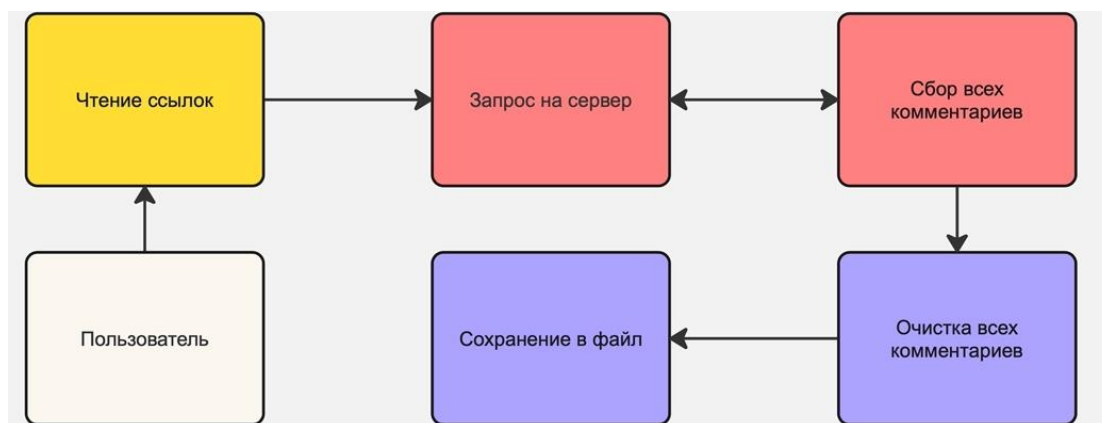 Чтение ссылок
Запрос на сервер
Сбор всех
комментариев
Пользователь
Сохранение в файл
Очистка всех
комментариев